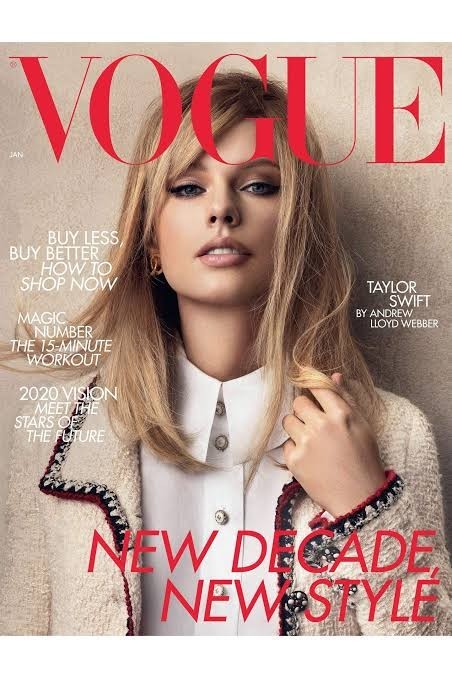 VOGUE
JAN
BUY LESS,
BUY BETTER
HOW TO
SHOP NOW
MAGIC
NUMBER
THE 15-MINUTE
WORKOUT
2020 VISION
MEET THE
STARS OF
THE FUTURE
TAYLOR
SWIFT
BY ANDREW
LLOYD WEBBER
NEW DECADE,
NEW STYLE